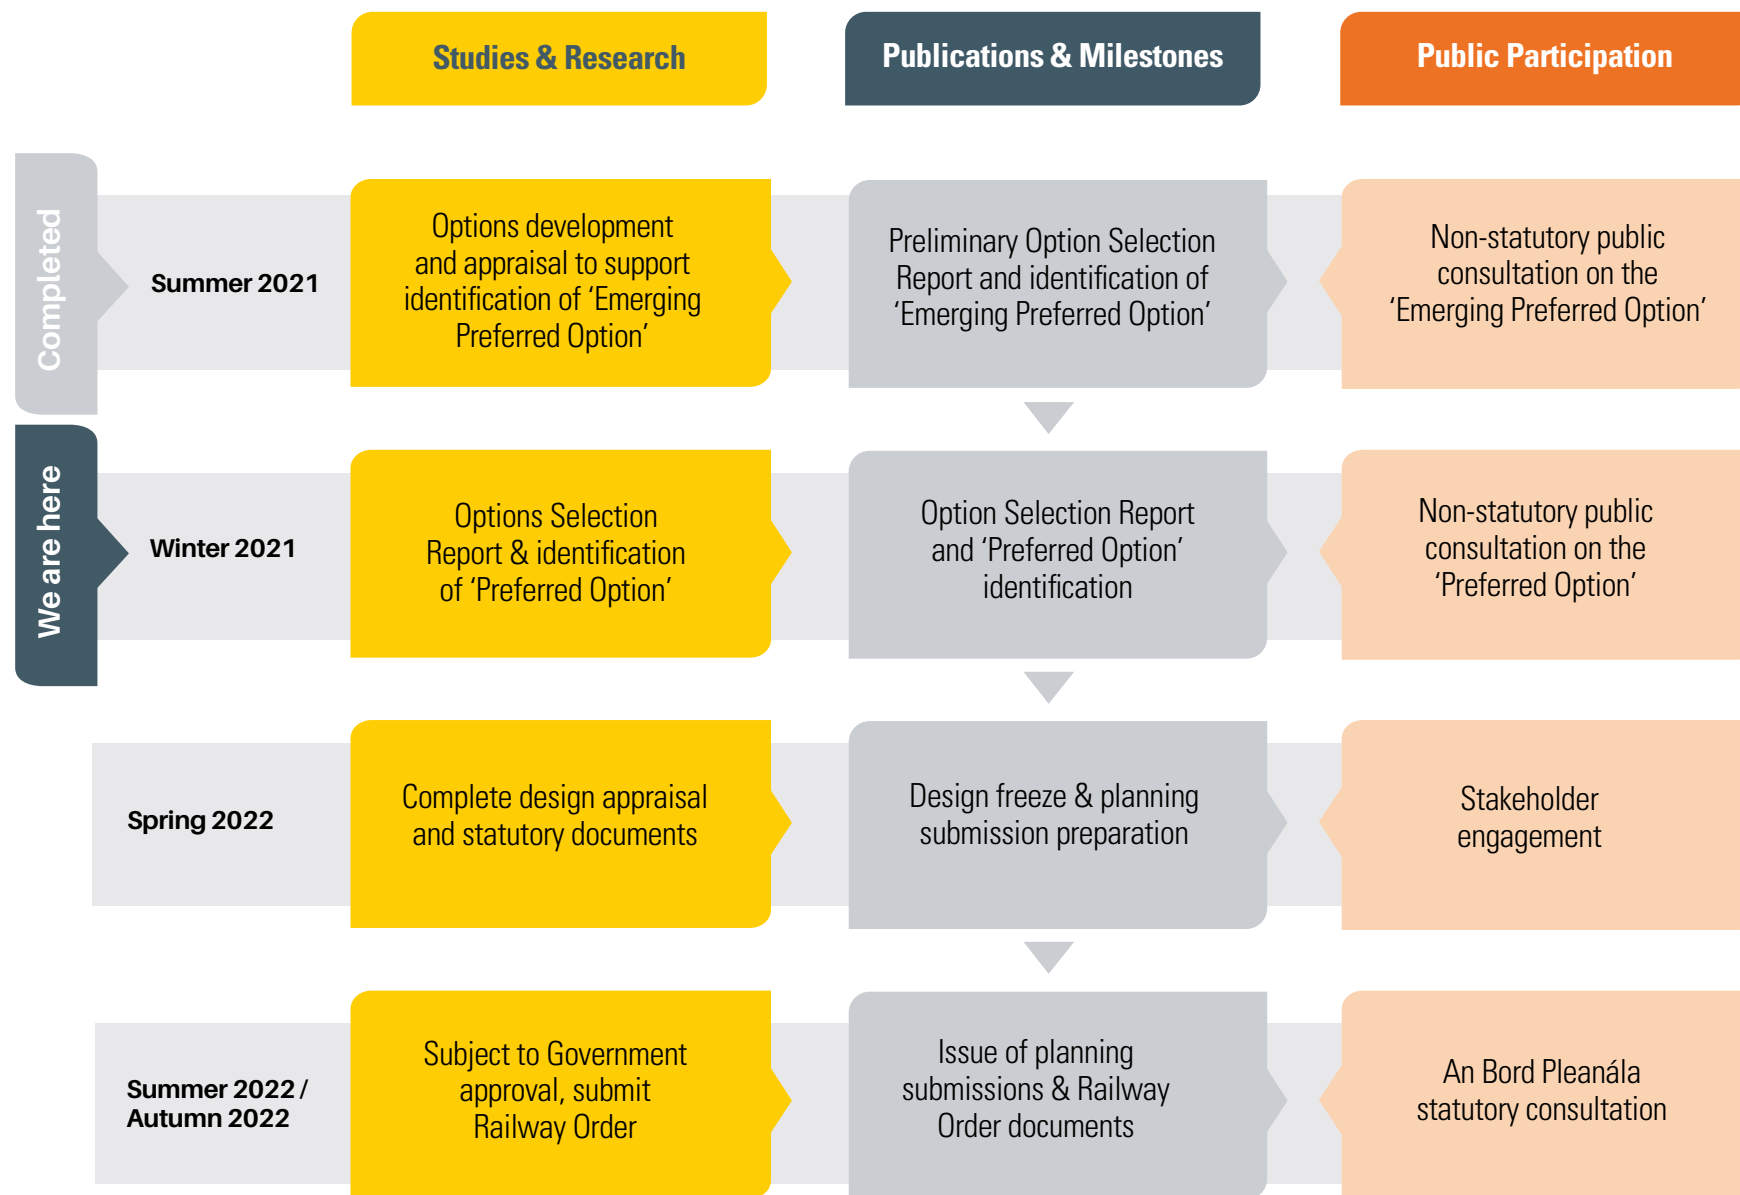 Studies & Research
Publications & Milestones
Public Participation
Completed
Summer 2021
Options development
and appraisal to support
identification of ‘Emerging
Preferred Option’
Preliminary Option Selection
Report and identification of
‘Emerging Preferred Option’
Non-statutory public
consultation on the
‘Emerging Preferred Option’
We are here
Winter 2021
Options Selection
Report & identification
of ‘Preferred Option’
Option Selection Report
and ‘Preferred Option’
identification
Non-statutory public
consultation on the
‘Preferred Option’
Spring 2022
Complete design appraisal
and statutory documents
Design freeze & planning
submission preparation
Stakeholder
engagement
Summer 2022 /
Autumn 2022
Subject to Government
approval, submit
Railway Order
Issue of planning
submissions & Railway
Order documents
An Bord Pleanála
statutory consultation